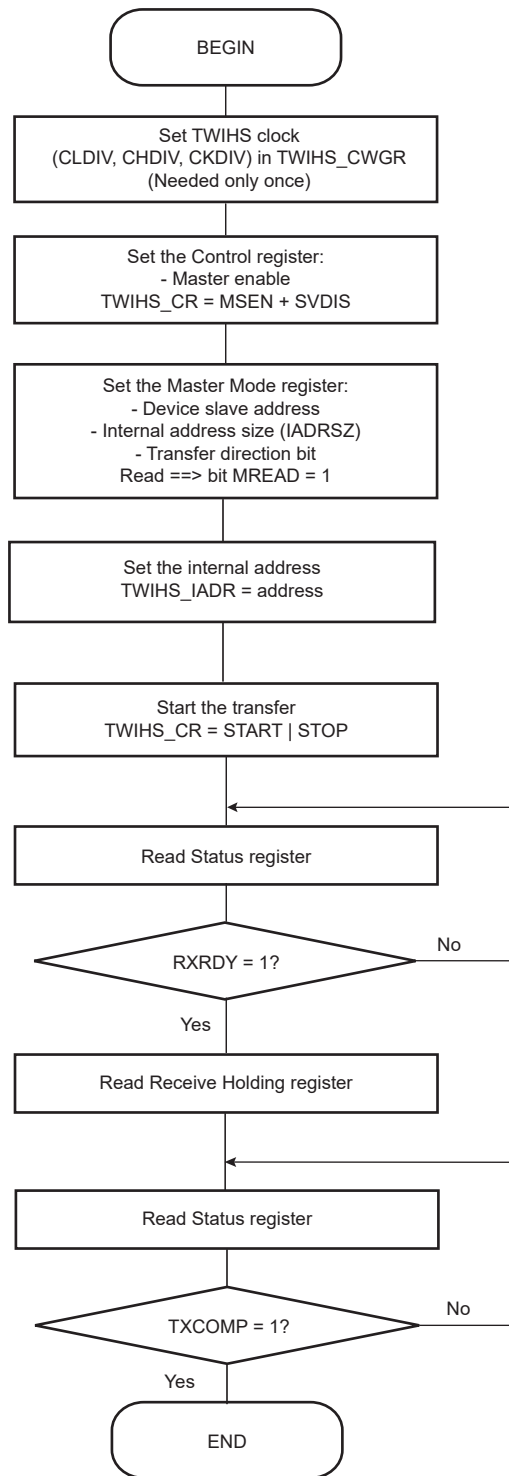 BEGIN
Set TWIHS clock
(CLDIV, CHDIV, CKDIV) in TWIHS_CWGR
(Needed only once)
Set the Control register:
- Master enable
TWIHS_CR = MSEN + SVDIS
Set the Master Mode register:
- Device slave address
- Internal address size (IADRSZ)
- Transfer direction bit
Read ==> bit MREAD = 1
Set the internal address
TWIHS_IADR = address
Start the transfer
TWIHS_CR = START | STOP
Read Status register
RXRDY = 1?
No
Yes
Read Receive Holding register
Read Status register
TXCOMP = 1?
No
Yes
END